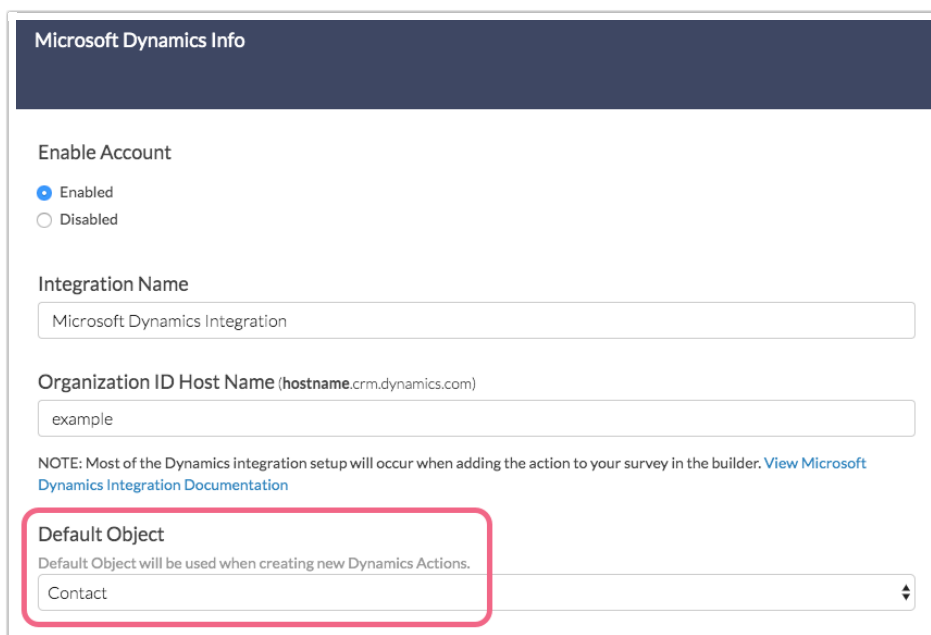 Microsoft Dynamics Info
Enable Account
Enabled
Disabled
Integration Name
Microsoft Dynamics Integration
Organization ID Host Name (hostname.crm.dynamics.com)
example
NOTE: Most of the Dynamics integration setup will occur when adding the action to your survey in the builder. View Microsoft
Dynamics Integration Documentation
Default Object
Default Object will be used when creating new Dynamics Actions.
Contact